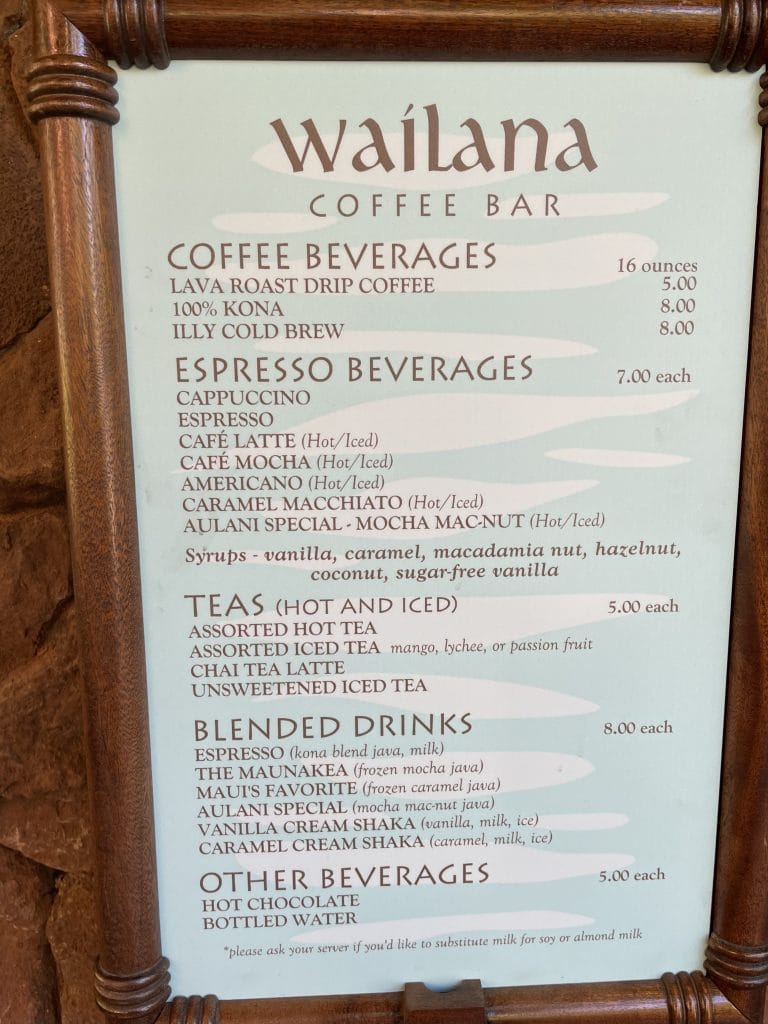 waílana
COFFEE BAR
COFFEE BEVERAGES 16 ounces
LAVA ROAST DRIP COFFEE 5.00
100% KONA 8.00
ILLY COLD BREW 8.00
ESPRESSO BEVERAGES 7.00 each
CAPPUCCINO
ESPRESSO
CAFÉ LATTE (Hot/Iced)
CAFÉ MOCHA (Hot/Iced)
AMERICANO (Hot/Iced)
CARAMEL MACCHIATO (Hot/Iced)
AULANI SPECIAL - MOCHA MAC-NUT (Hot/Iced)
Syrups - vanilla, caramel, macadamia nut, hazelnut,
coconut, sugar-free vanilla
TEAS (HOT AND ICED) 5.00 each
ASSORTED HOT TEA
ASSORTED ICED TEA mango, lychee, or passion fruit
CHAI TEA LATTE
UNSWEETENED ICED TEA
BLENDED DRINKS 8.00 each
ESPRESSO (kona blend java, milk)
THE MAUNAKEA (frozen mocha java)
MAUI'S FAVORITE (frozen caramel java)
AULANI SPECIAL (mocha mac-nut java)
VANILLA CREAM SHAKA (vanilla, milk, ice)
CARAMEL CREAM SHAKA (caramel, milk, ice)
OTHER BEVERAGES 5.00 each
HOT CHOCOLATE
BOTTLED WATER
*please ask your server if you'd like to substitute milk for soy or almond milk